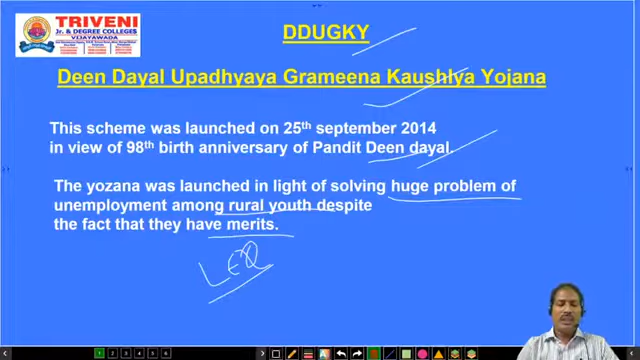 TRIVENI
Jr. & DEGREE COLLEGES
VIJAYAWADA
DDUGKY
Deen Dayal Upadhyaya Grameena Kaushlya Yojana
This scheme was launched on 25th september 2014
in view of 98th birth anniversary of Pandit Deen dayal.
The yozana was launched in light of solving huge problem of
unemployment among rural youth despite
the fact that they have merits.